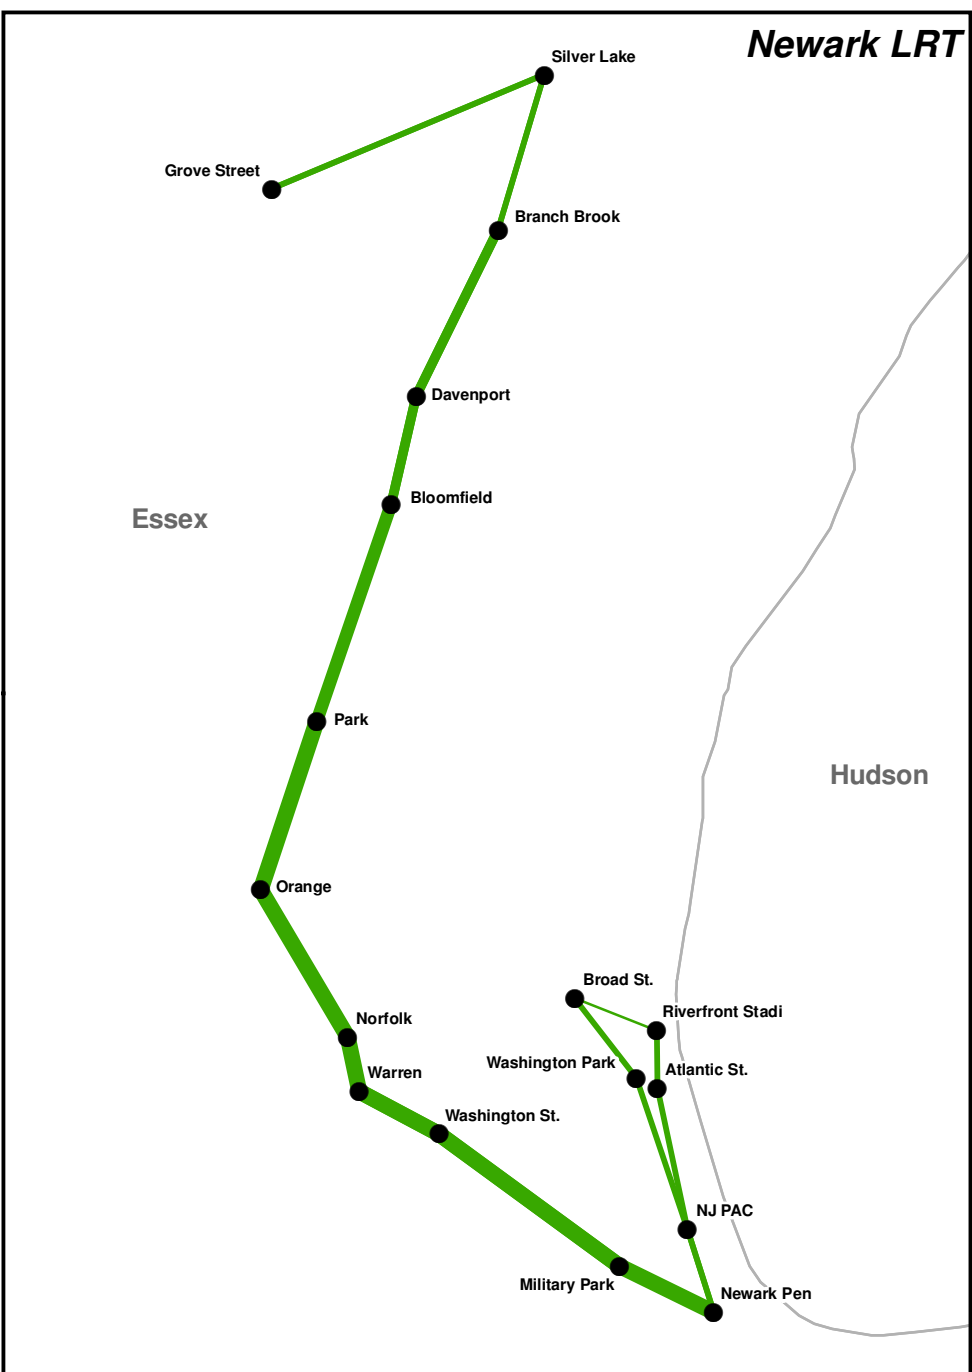 Newark LRT
Silver Lake
Grove Street
Branch Brook
Davenport
Bloomfield
Essex
Park
Hudson
Orange
Broad St.
Riverfront Stadi
Norfolk
Washington Park
Atlantic St.
Warren
Washington St.
NJ PAC
Military Park
Newark Pen